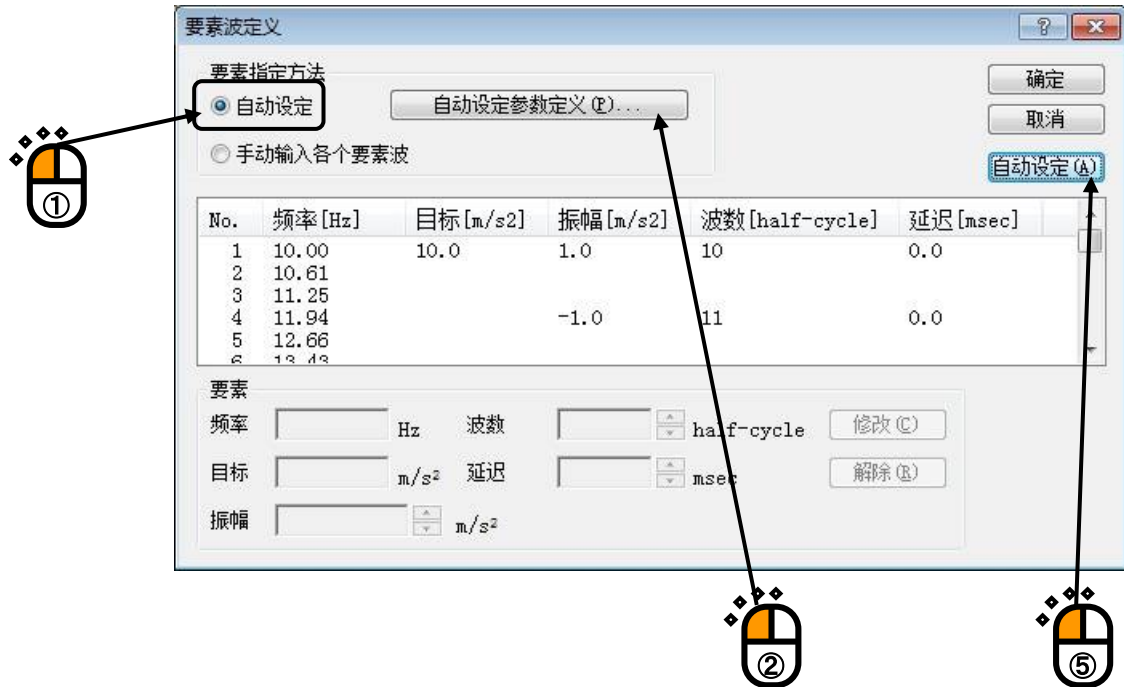 要素波定义
要素指定方法
自动设定 自动设定参数定义(P)...
手动输入各个要素波
确定
取消
自动设定(A)
No. 频率[Hz] 目标[m/s2] 振幅[m/s2] 波数[half-cycle] 延迟[msec]
1 10.00 10.0 1.0 10 0.0
2 10.61
3 11.25
4 11.94 -1.0 11 0.0
5 12.66
6 13.43
要素
频率 Hz 波数 half-cycle 修改(C)
目标 m/s² 延迟 msec 解除(R)
振幅 m/s²
①
②
⑤